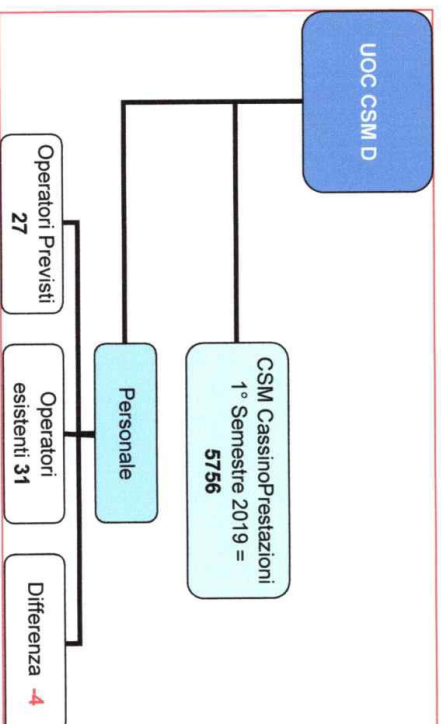 UOC CSM D
CSM CassinoPrestazioni
1° Semestre 2019 =
5756
Personale
Operatori Previsti
27
Operatori
esistenti 31
Differenza -4